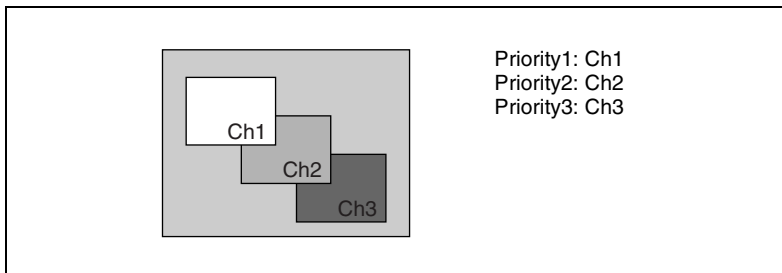 Priority1: Ch1
Priority2: Ch2
Priority3: Ch3
Ch1
Ch2
Ch3